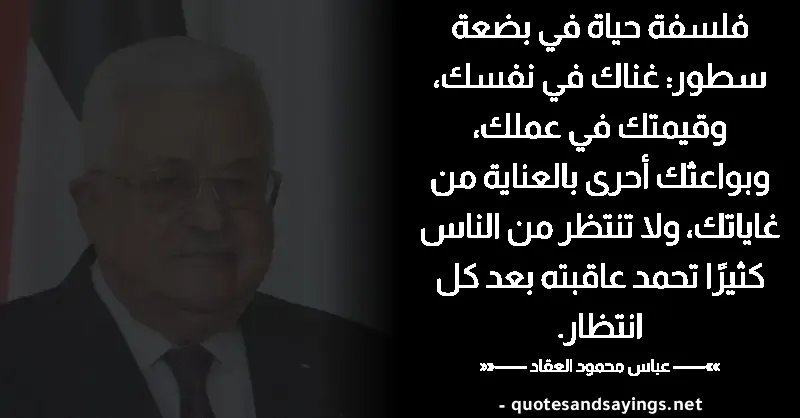 فلسفة حياة في بضعة
سطور: غناك في نفسك،
وقيمتك في عملك،
وبواعثك أحرى بالعناية من
غاياتك، ولا تنتظر من الناس
كثيرًا تحمد عاقبته بعد كل
انتظار.
»——— عباس محمود العقاد ———««
- quotesandsayings.net